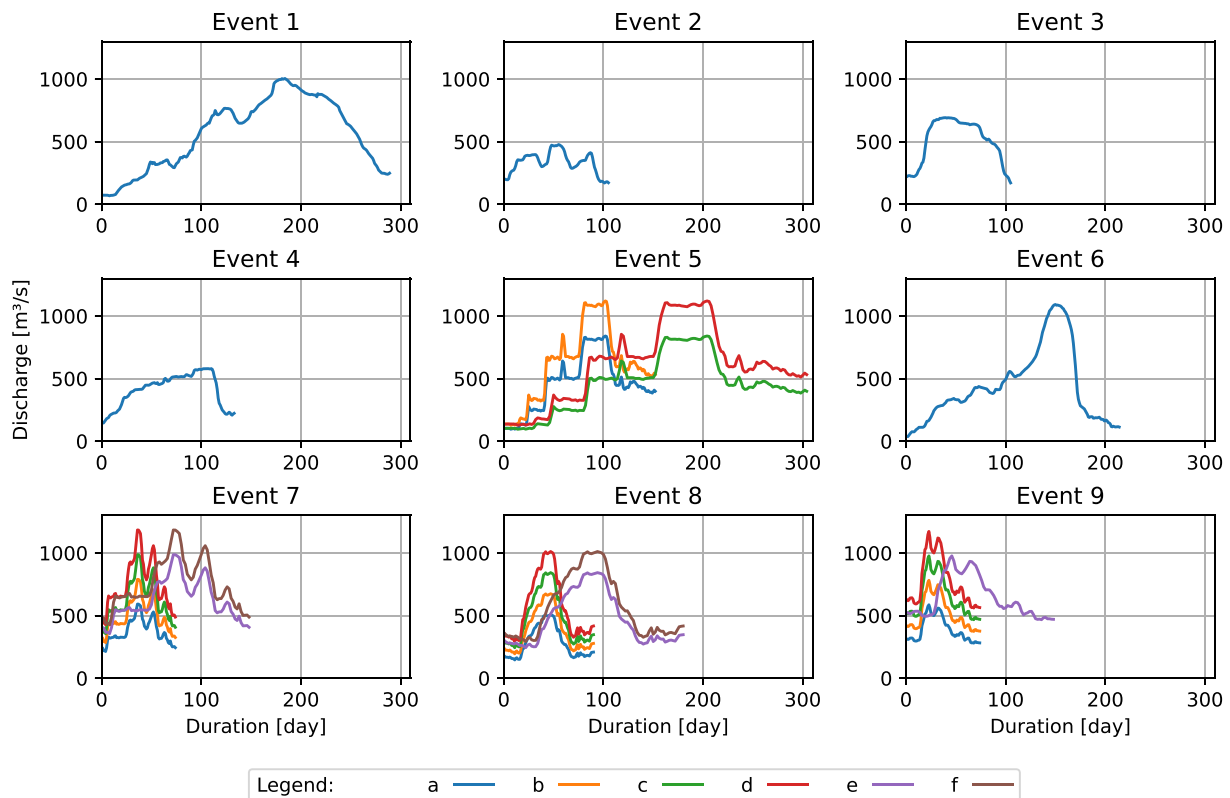 Event 1 Event 2 Event 3
1000 1000 1000
500 500 500
0 0 0
0 100 200 300 0 100 200 300 0 100 200 300
Event 4 Event 5 Event 6
Discharge [m³/s]
1000 1000 1000
500 500 500
0 0 0
0 100 200 300 0 100 200 300 0 100 200 300
Event 7 Event 8 Event 9
1000 1000 1000
500 500 500
0 0 0
0 100 200 300 0 100 200 300 0 100 200 300
Duration [day] Duration [day] Duration [day]
Legend: a b c d e f